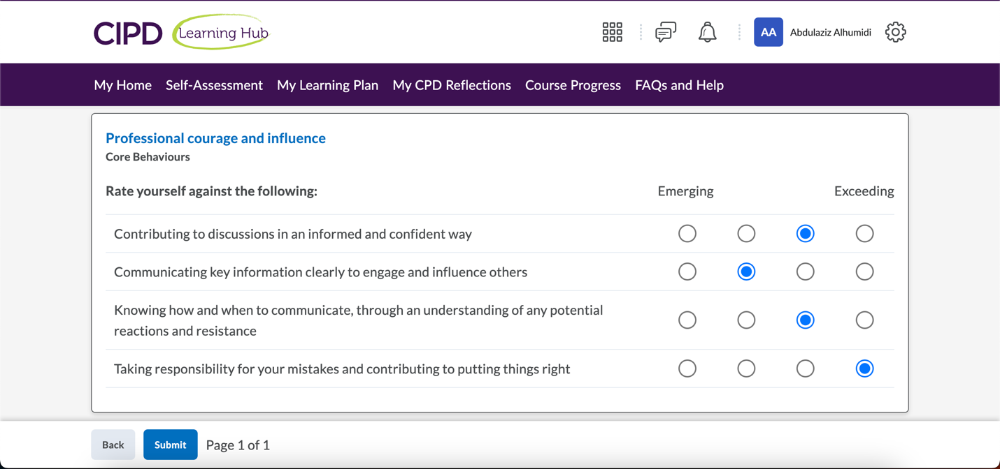 CIPD Learning Hub
AA Abdulaziz Alhumidi
My Home Self-Assessment My Learning Plan My CPD Reflections Course Progress FAQs and Help
Professional courage and influence
Core Behaviours
Rate yourself against the following: Emerging Exceeding
Contributing to discussions in an informed and confident way
Communicating key information clearly to engage and influence others
Knowing how and when to communicate, through an understanding of any potential
reactions and resistance
Taking responsibility for your mistakes and contributing to putting things right
Back Submit Page 1 of 1